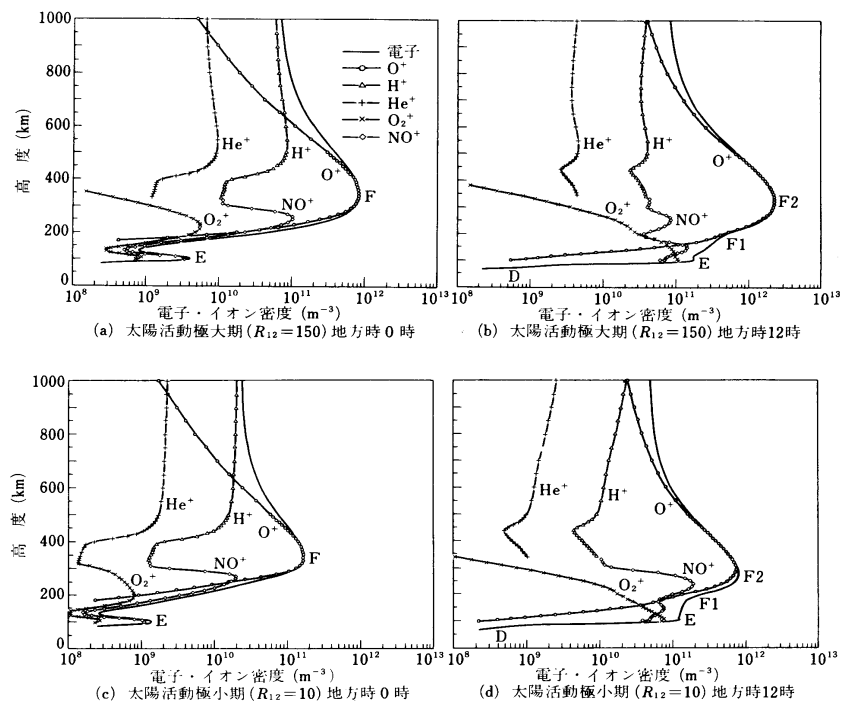 1000
800
600
400
200
0
高 度 (km)
電子
O⁺
H⁺
He⁺
O₂⁺
NO⁺
He⁺
H⁺
O⁺
F
NO⁺
O₂⁺
E
10⁸ 10⁹ 10¹⁰ 10¹¹ 10¹² 10¹³
電子・イオン密度 (m⁻³)
(a) 太陽活動極大期 (R₁₂=150) 地方時 0 時
He⁺
H⁺
O⁺
F2
O₂⁺
NO⁺
F1
E
D
10⁸ 10⁹ 10¹⁰ 10¹¹ 10¹² 10¹³
電子・イオン密度 (m⁻³)
(b) 太陽活動極大期 (R₁₂=150) 地方時12時
1000
800
600
400
200
0
高 度 (km)
He⁺
H⁺
O⁺
F
NO⁺
O₂⁺
E
10⁸ 10⁹ 10¹⁰ 10¹¹ 10¹² 10¹³
電子・イオン密度 (m⁻³)
(c) 太陽活動極小期 (R₁₂=10) 地方時 0 時
He⁺
H⁺
O⁺
NO⁺
F2
O₂⁺
F1
E
D
10⁸ 10⁹ 10¹⁰ 10¹¹ 10¹² 10¹³
電子・イオン密度 (m⁻³)
(d) 太陽活動極小期 (R₁₂=10) 地方時12時